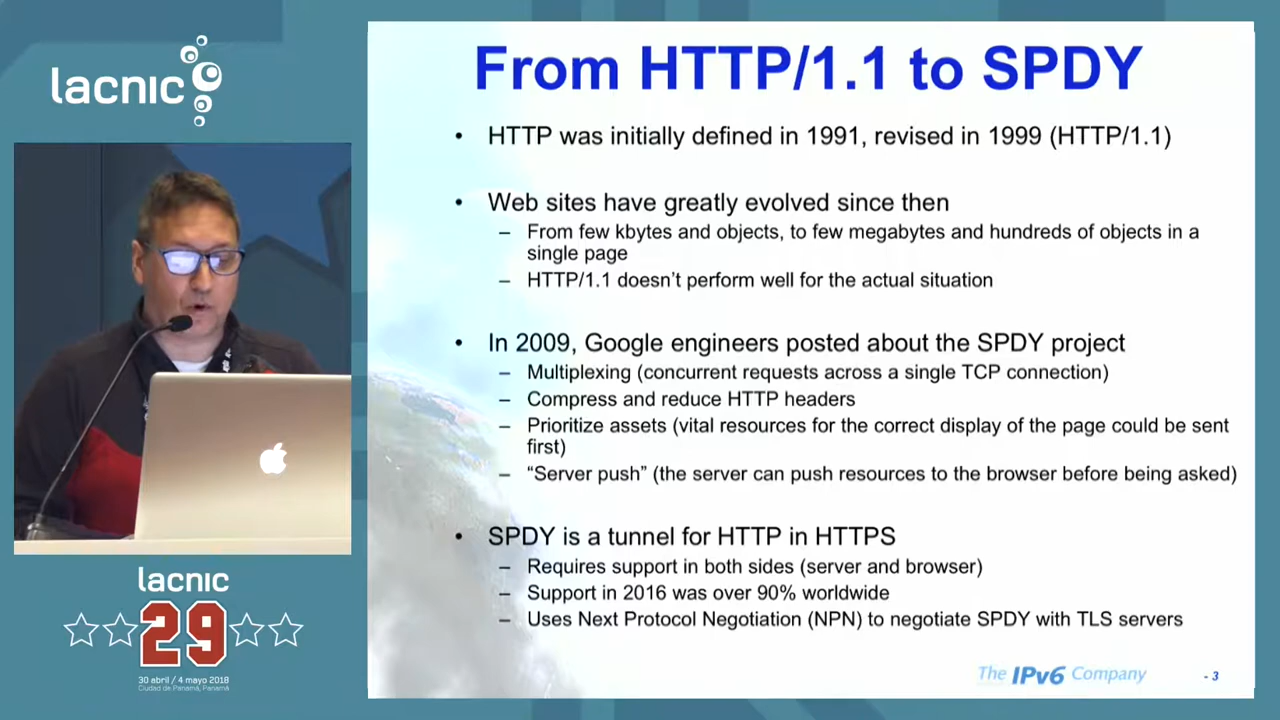 lacnic
lacnic
29
30 abril / 4 mayo 2018
Ciudad de Panamá, Panamá
From HTTP/1.1 to SPDY
• HTTP was initially defined in 1991, revised in 1999 (HTTP/1.1)
• Web sites have greatly evolved since then
– From few kbytes and objects, to few megabytes and hundreds of objects in a
single page
– HTTP/1.1 doesn't perform well for the actual situation
• In 2009, Google engineers posted about the SPDY project
– Multiplexing (concurrent requests across a single TCP connection)
– Compress and reduce HTTP headers
– Prioritize assets (vital resources for the correct display of the page could be sent
first)
– “Server push” (the server can push resources to the browser before being asked)
• SPDY is a tunnel for HTTP in HTTPS
– Requires support in both sides (server and browser)
– Support in 2016 was over 90% worldwide
– Uses Next Protocol Negotiation (NPN) to negotiate SPDY with TLS servers
The IPv6 Company
- 3